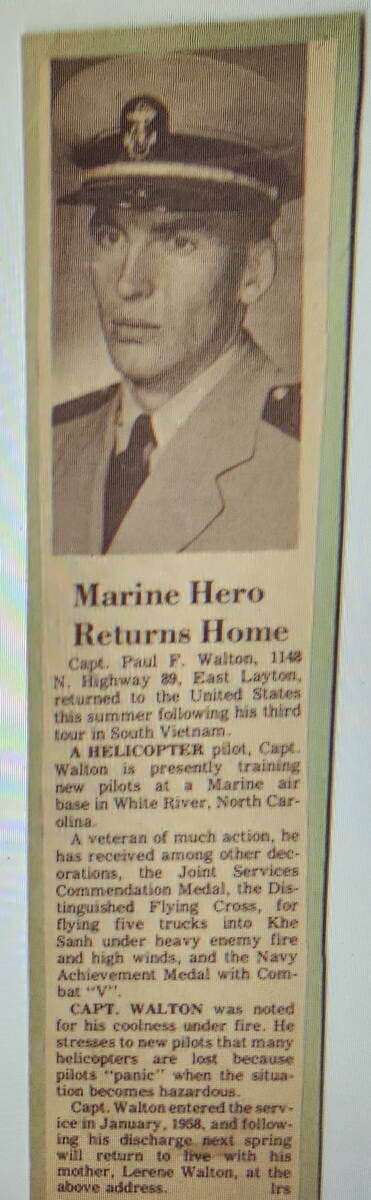 Marine Hero
Returns Home
Capt. Paul F. Walton, 1148
N. Highway 89, East Layton,
returned to the United States
this summer following his third
tour in South Vietnam.
A HELICOPTER pilot, Capt.
Walton is presently training
new pilots at a Marine air
base in White River, North Car-
olina.
A veteran of much action, he
has received among other dec-
orations, the Joint Services
Commendation Medal, the Dis-
tinguished Flying Cross, for
flying five trucks into Khe
Sanh under heavy enemy fire
and high winds, and the Navy
Achievement Medal with Com-
bat "V".
CAPT. WALTON was noted
for his coolness under fire. He
stresses to new pilots that many
helicopters are lost because
pilots "panic" when the situa-
tion becomes hazardous.
Capt. Walton entered the serv-
ice in January, 1958, and follow-
ing his discharge next spring
will return to live with his
mother, Lerene Walton, at the
above address. lrs